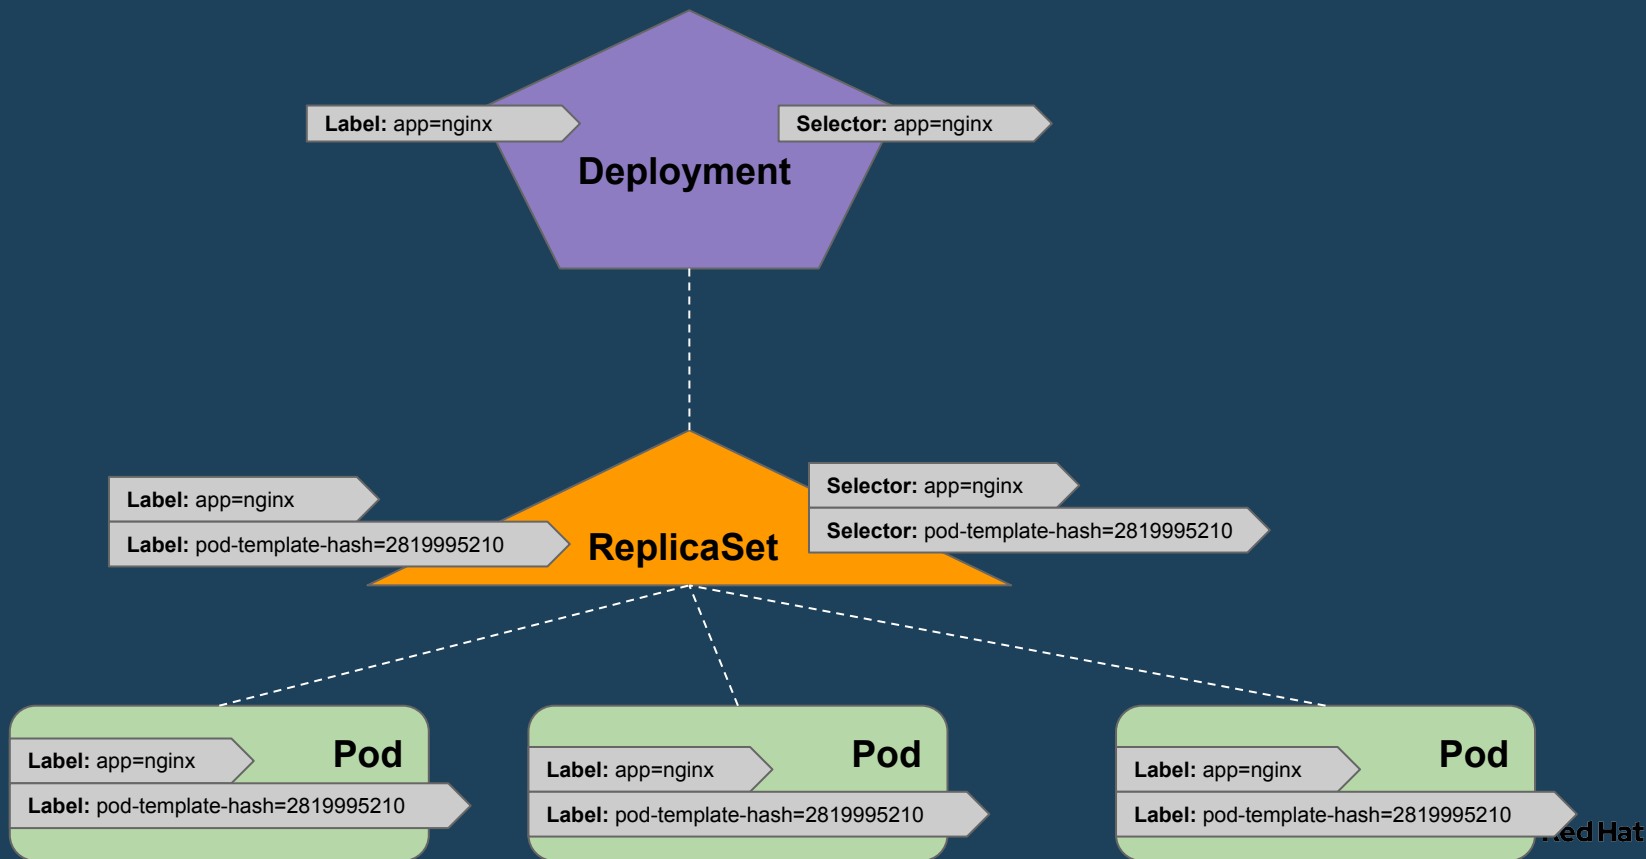 Label: app=nginx
Selector: app=nginx
Deployment
Label: app=nginx
Label: pod-template-hash=2819995210
Selector: app=nginx
Selector: pod-template-hash=2819995210
ReplicaSet
Pod
Label: app=nginx
Label: pod-template-hash=2819995210
Pod
Label: app=nginx
Label: pod-template-hash=2819995210
Pod
Label: app=nginx
Label: pod-template-hash=2819995210
Red Hat